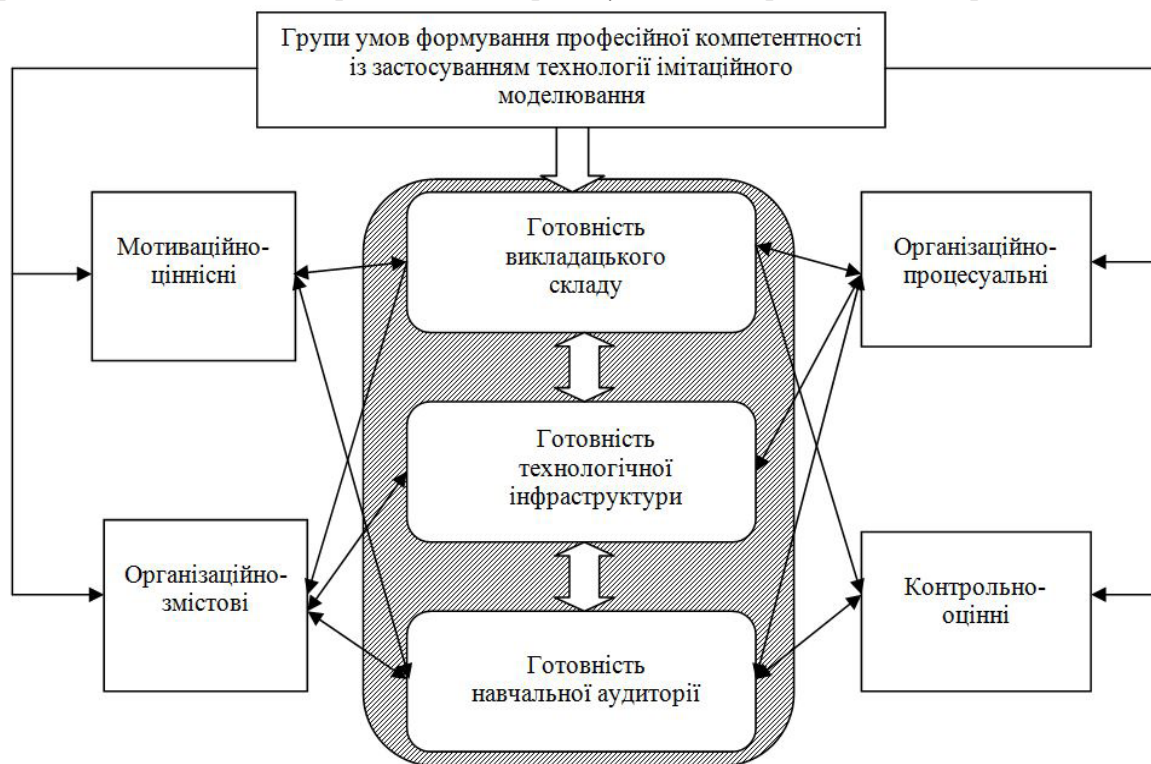 Групи умов формування професійної компетентності
із застосуванням технології імітаційного
моделювання
Мотиваційно-
ціннісні
Готовність
викладацького
складу
Організаційно-
процесуальні
Готовність
технологічної
інфраструктури
Організаційно-
змістові
Контрольно-
оцінні
Готовність
навчальної аудиторії